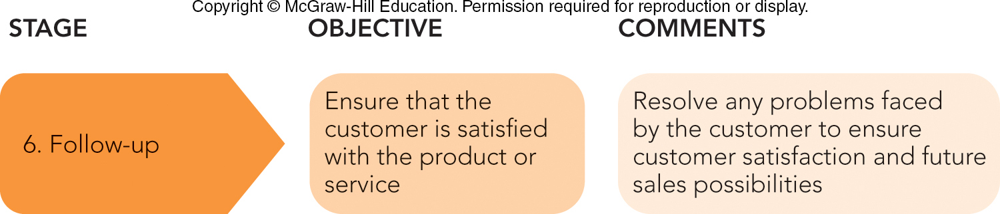 Copyright © McGraw-Hill Education. Permission required for reproduction or display.
STAGE OBJECTIVE COMMENTS
6. Follow-up
Ensure that the
customer is satisfied
with the product or
service
Resolve any problems faced
by the customer to ensure
customer satisfaction and future
sales possibilities